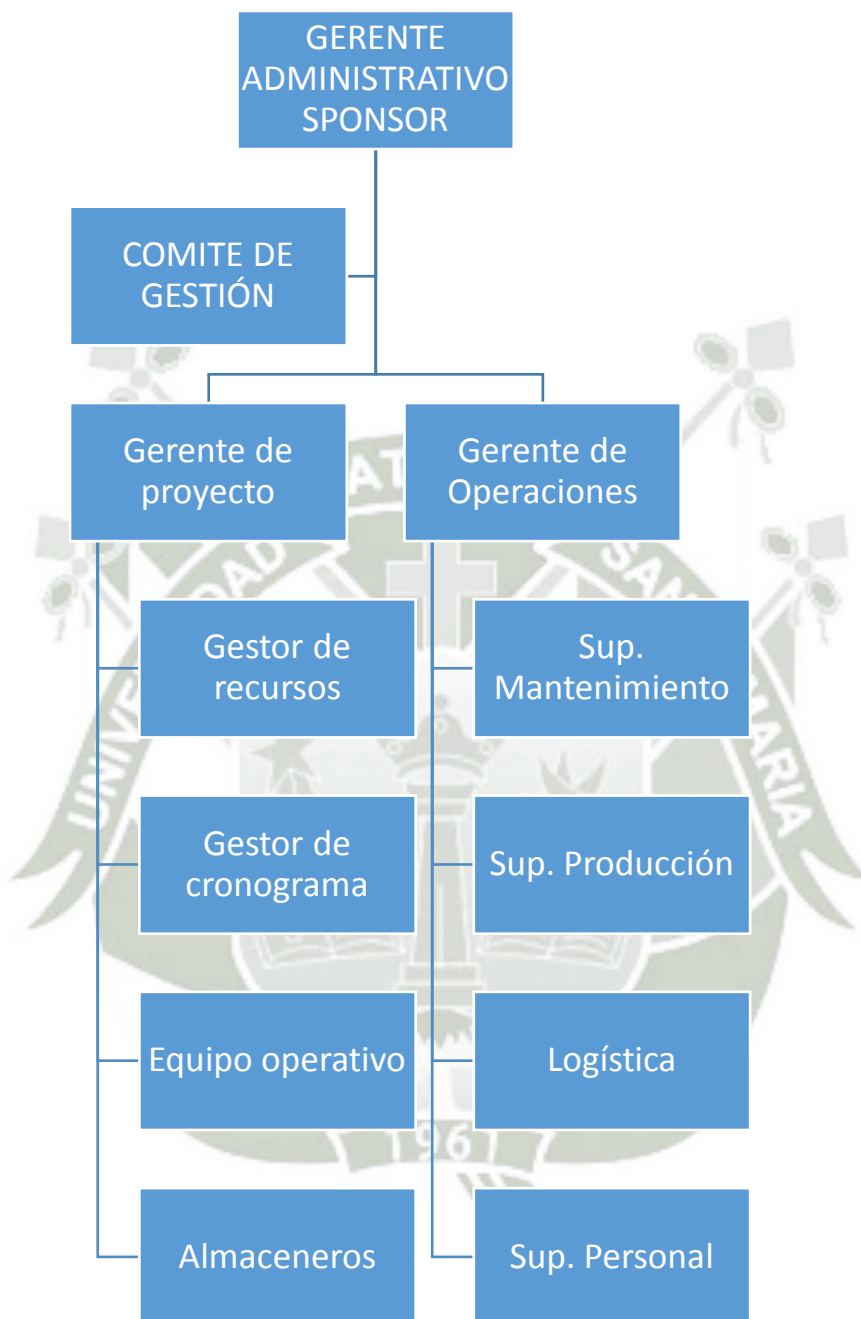 GERENTE
ADMINISTRATIVO
SPONSOR
COMITE DE
GESTIÓN
Gerente de
proyecto
Gerente de
Operaciones
Gestor de
recursos
Sup.
Mantenimiento
Gestor de
cronograma
Sup. Producción
Equipo operativo
Logística
Almaceneros
Sup. Personal
1961